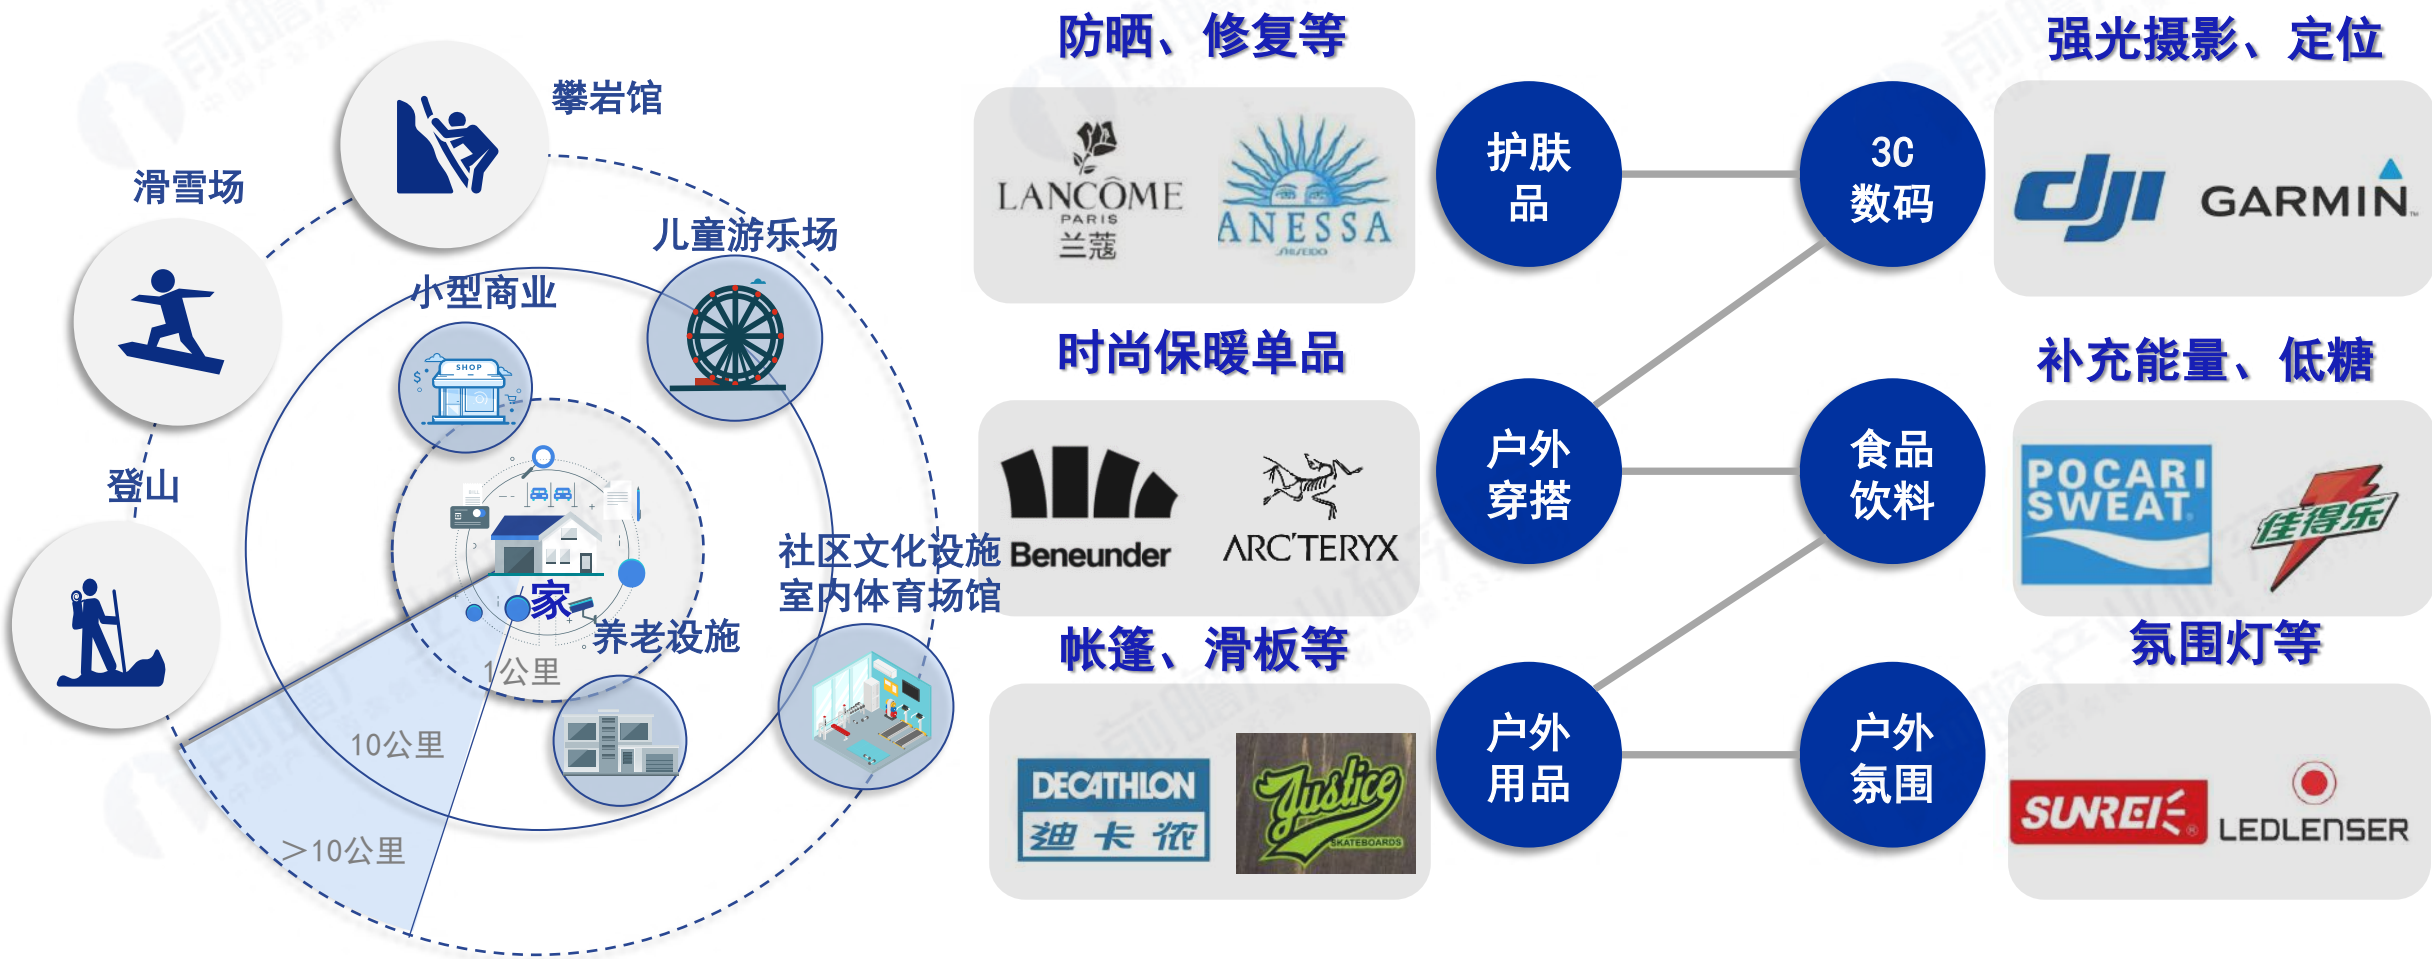 攀岩馆
滑雪场
儿童游乐场
小型商业
SHOP
登山
家
社区文化设施
室内体育场馆
养老设施
1公里
10公里
>10公里
防晒、修复等
LANCÔME
PARIS
兰蔻
ANESSA
SHISEIDO
护肤
品
3C
数码
强光摄影、定位
dji
GARMIN
时尚保暖单品
Beneunder
ARC'TERYX
户外
穿搭
食品
饮料
补充能量、低糖
POCARI
SWEAT
佳得乐
帐篷、滑板等
DECATHLON
迪卡侬
Justice
SKATEBOARDS
户外
用品
户外
氛围
氛围灯等
SUNREI
LEDLENSER